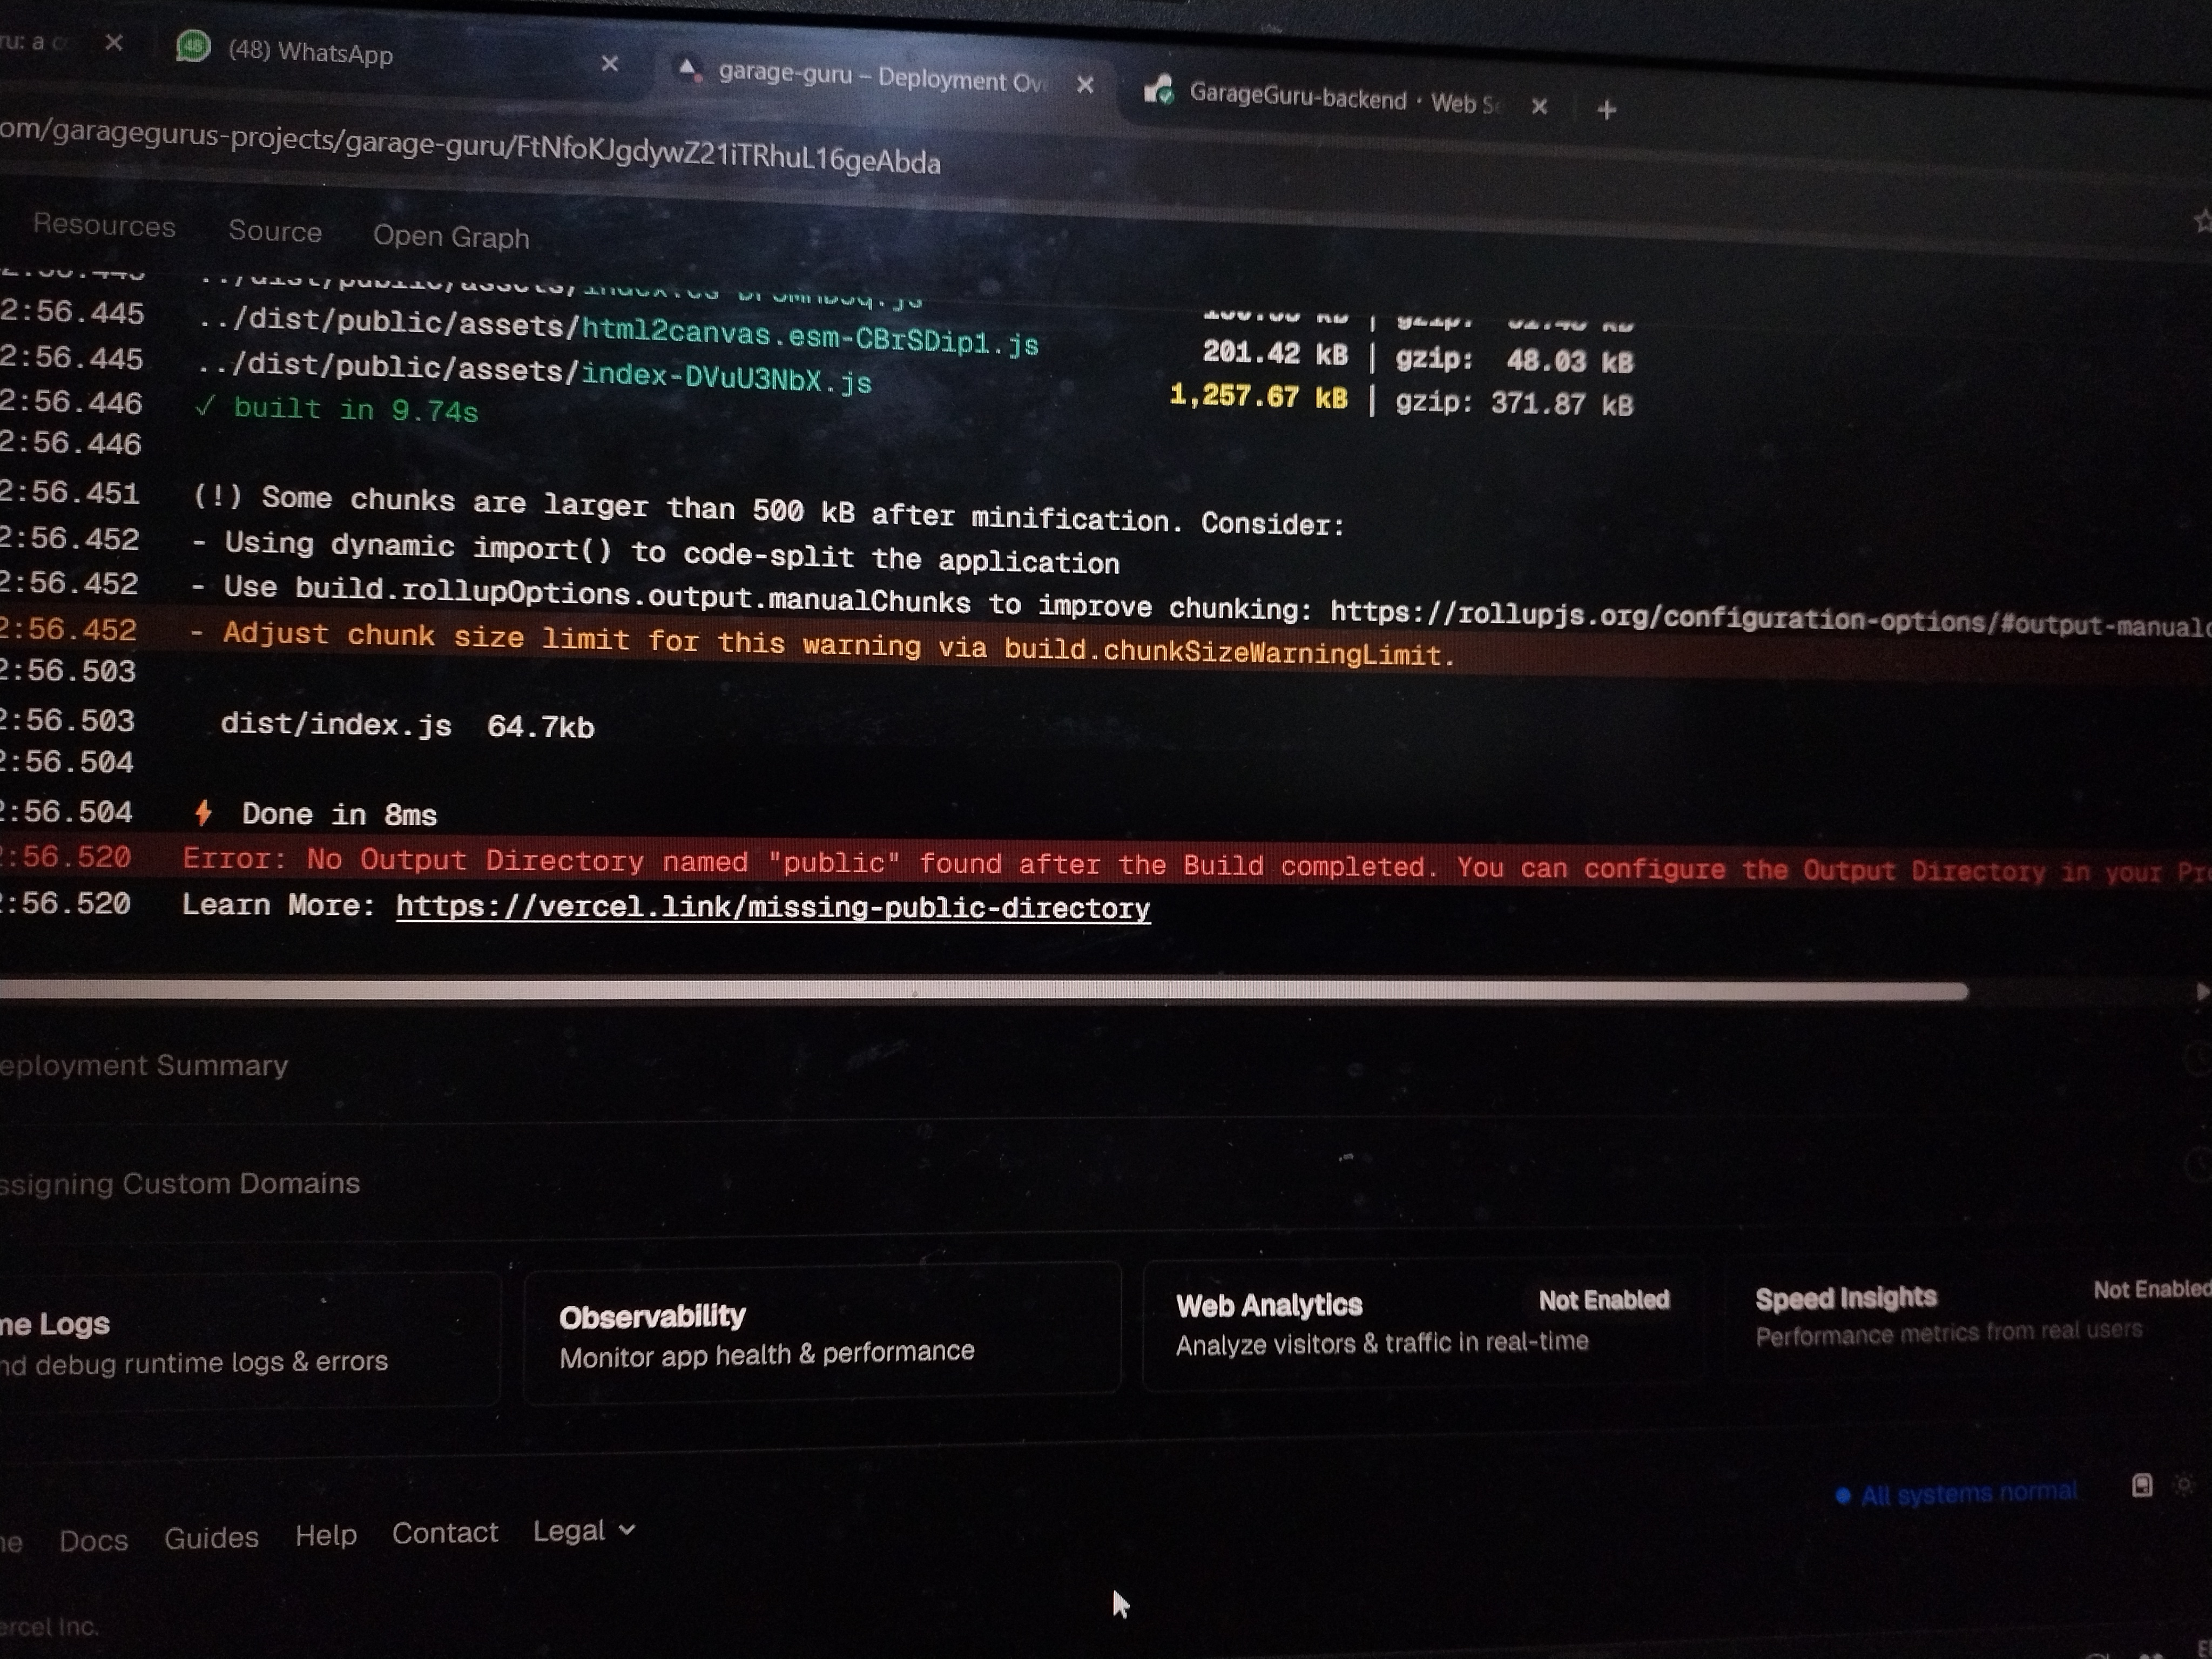 ru: a
48
(48) WhatsApp
garage-guru – Deployment Ov
GarageGuru-backend · Web Se
om/garagegurus-projects/garage-guru/FtNfoKJgdywZ21iTRhuL16geAbda
Resources Source Open Graph
2:56.445 ../dist/public/assets/html2canvas.esm-CBrSDip1.js 201.42 kB | gzip: 48.03 kB
2:56.445 ../dist/public/assets/index-DVuU3NbX.js 1,257.67 kB | gzip: 371.87 kB
2:56.446 ✓ built in 9.74s
2:56.446
2:56.451 (!) Some chunks are larger than 500 kB after minification. Consider:
2:56.452 - Using dynamic import() to code-split the application
2:56.452 - Use build.rollupOptions.output.manualChunks to improve chunking: https://rollupjs.org/configuration-options/#output-manualc
2:56.452 - Adjust chunk size limit for this warning via build.chunkSizeWarningLimit.
2:56.503
2:56.503 dist/index.js 64.7kb
2:56.504
2:56.504 ⚡ Done in 8ms
:56.520 Error: No Output Directory named "public" found after the Build completed. You can configure the Output Directory in your Pr
:56.520 Learn More: https://vercel.link/missing-public-directory
eployment Summary
ssigning Custom Domains
me Logs
nd debug runtime logs & errors
Observability
Monitor app health & performance
Web Analytics Not Enabled
Analyze visitors & traffic in real-time
Speed Insights Not Enabled
Performance metrics from real users
All systems normal
me Docs Guides Help Contact Legal
ercel Inc.